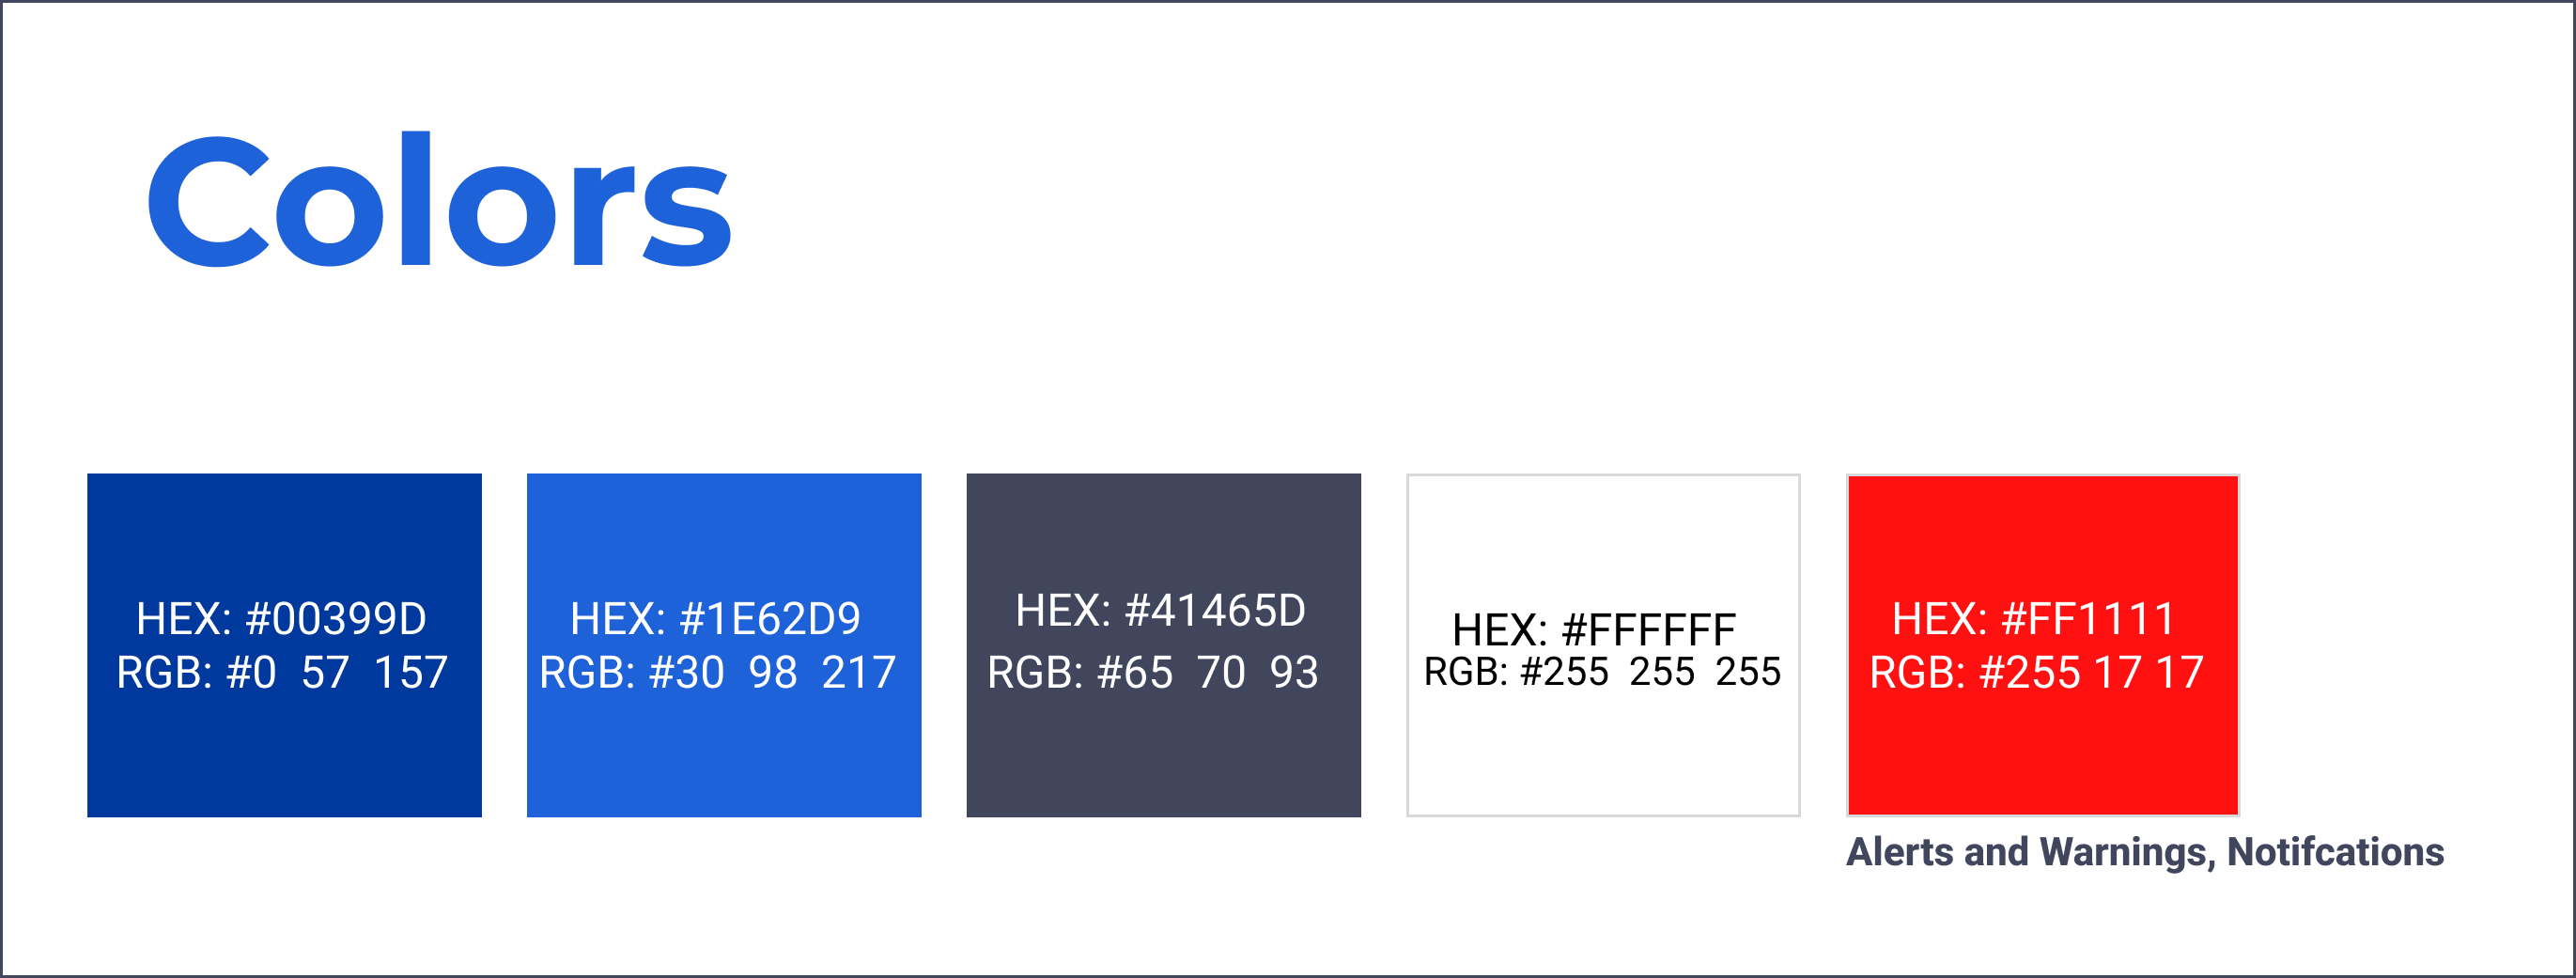 Colors
HEX: #00399D
RGB: #0 57 157
HEX: #1E62D9
RGB: #30 98 217
HEX: #41465D
RGB: #65 70 93
HEX: #FFFFFF
RGB: #255 255 255
HEX: #FF1111
RGB: #255 17 17
Alerts and Warnings, Notifcations